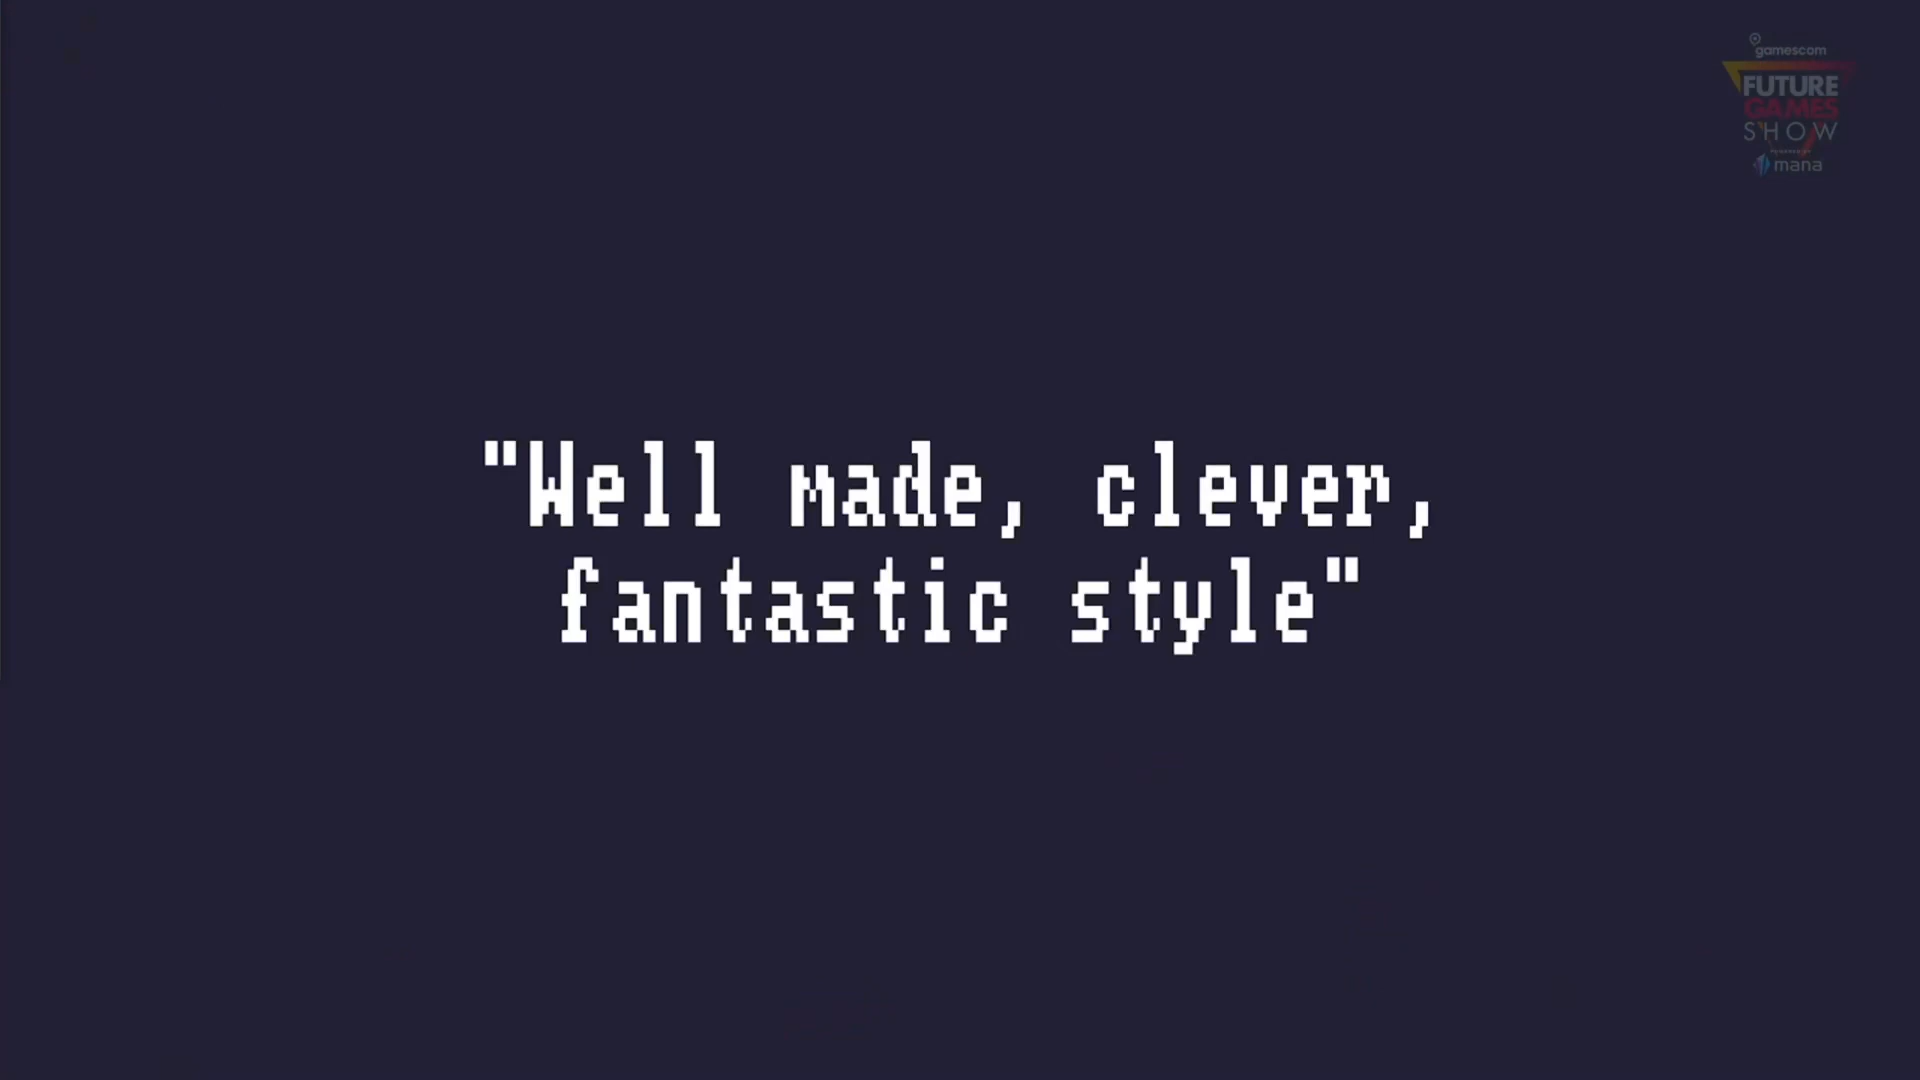 gamescom
FUTURE
GAMES
SHOW
mana
"Well made, clever,
fantastic style"